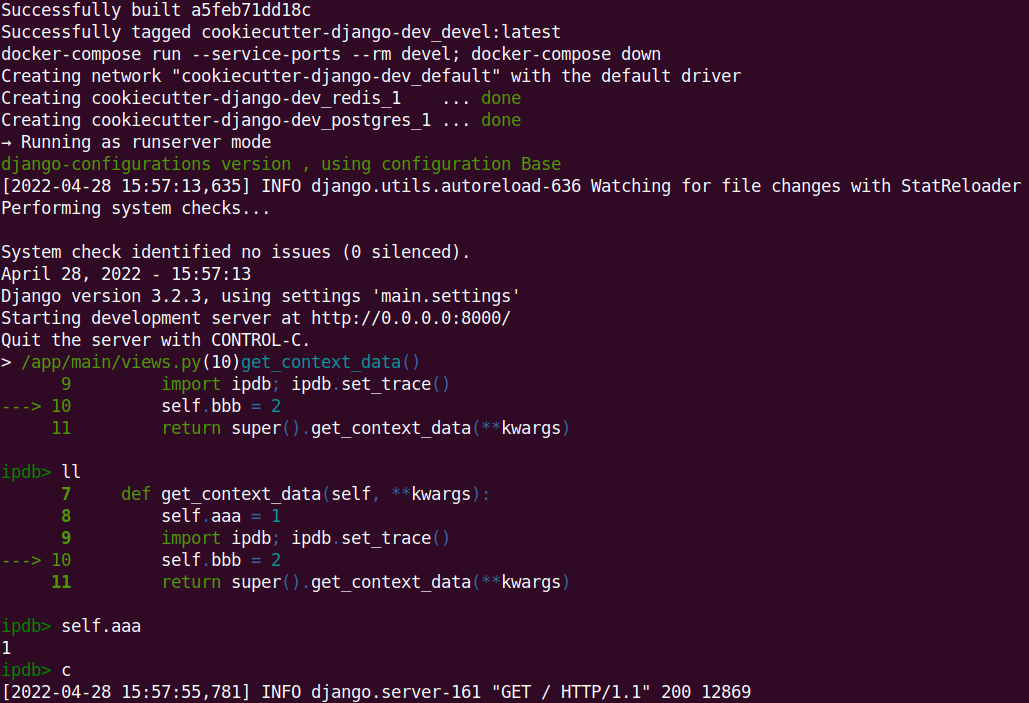 Successfully built a5feb71dd18c
Successfully tagged cookiecutter-django-dev_devel:latest
docker-compose run --service-ports --rm devel; docker-compose down
Creating network "cookiecutter-django-dev_default" with the default driver
Creating cookiecutter-django-dev_redis_1    ... done
Creating cookiecutter-django-dev_postgres_1 ... done
→ Running as runserver mode
django-configurations version , using configuration Base
[2022-04-28 15:57:13,635] INFO django.utils.autoreload-636 Watching for file changes with StatReloader
Performing system checks...

System check identified no issues (0 silenced).
April 28, 2022 - 15:57:13
Django version 3.2.3, using settings 'main.settings'
Starting development server at http://0.0.0.0:8000/
Quit the server with CONTROL-C.
> /app/main/views.py(10)get_context_data()
      9         import ipdb; ipdb.set_trace()
---> 10         self.bbb = 2
     11         return super().get_context_data(**kwargs)

ipdb> ll
      7     def get_context_data(self, **kwargs):
      8         self.aaa = 1
      9         import ipdb; ipdb.set_trace()
---> 10         self.bbb = 2
     11         return super().get_context_data(**kwargs)

ipdb> self.aaa
1
ipdb> c
[2022-04-28 15:57:55,781] INFO django.server-161 "GET / HTTP/1.1" 200 12869